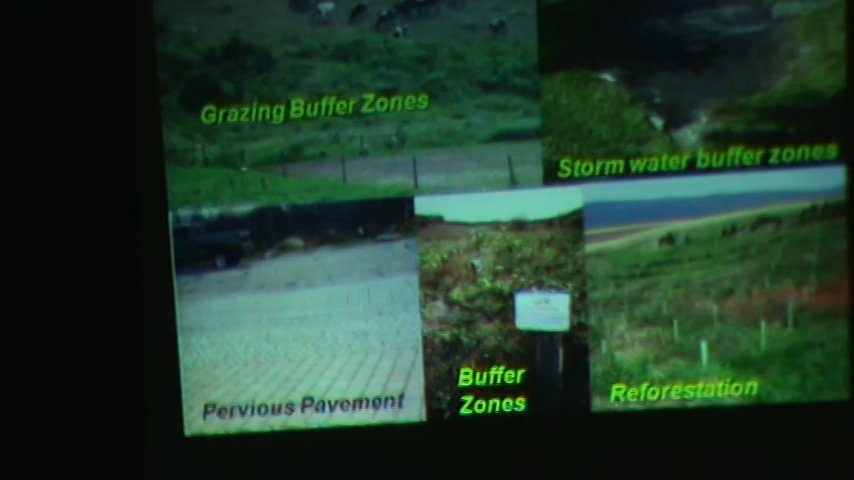 Grazing Buffer Zones
Storm water buffer zones
Pervious Pavement
Buffer
Zones
Reforestation